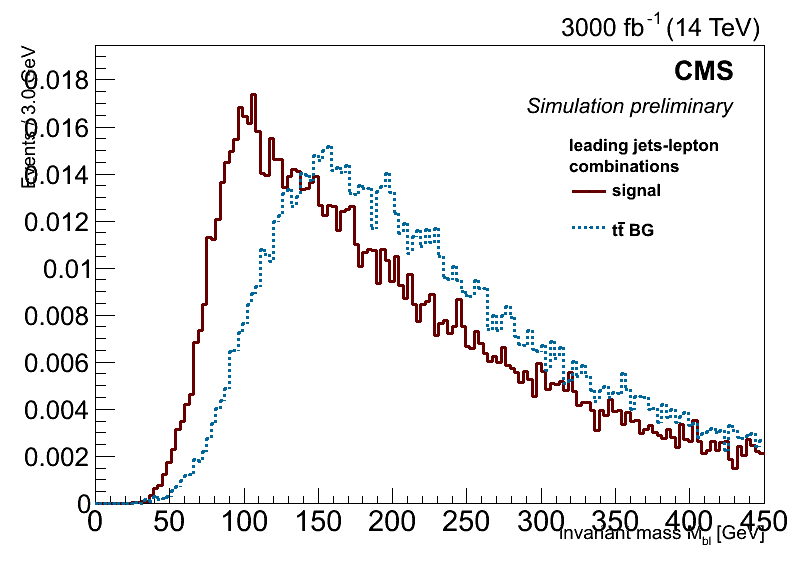 3000 fb⁻¹ (14 TeV)
CMS
Simulation preliminary
leading jets-lepton
combinations
signal
tt̄ BG
Events / 3.0 GeV
0.018
0.016
0.014
0.012
0.01
0.008
0.006
0.004
0.002
0
0 50 100 150 200 250 300 350 400 450
Invariant mass M_bl [GeV]